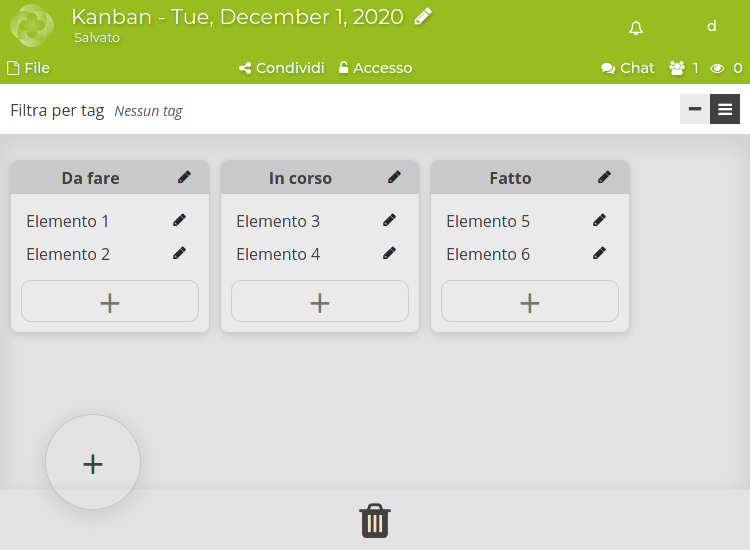 Kanban - Tue, December 1, 2020
Salvato
d
File
Condividi
Accesso
Chat
1
0
Filtra per tag Nessun tag
Da fare
Elemento 1
Elemento 2
+
In corso
Elemento 3
Elemento 4
+
Fatto
Elemento 5
Elemento 6
+
+